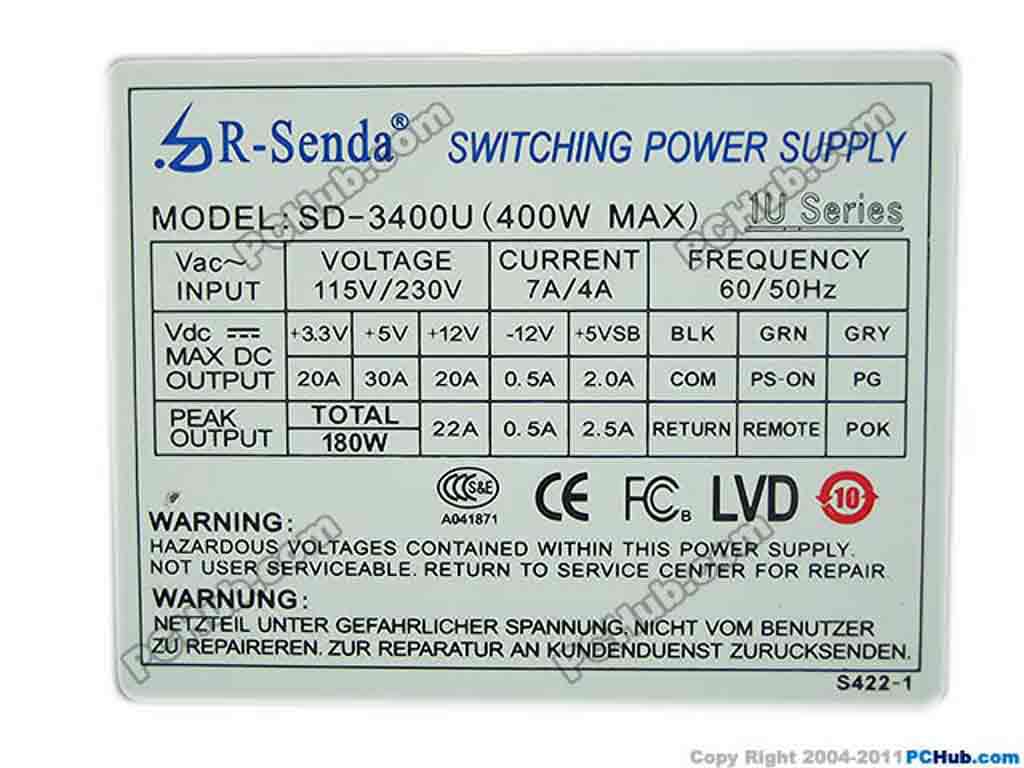 R-Senda® SWITCHING POWER SUPPLY
MODEL: SD-3400U (400W MAX) 1U Series
Vac~ INPUT VOLTAGE 115V/230V CURRENT 7A/4A FREQUENCY 60/50Hz
Vdc MAX DC OUTPUT +3.3V +5V +12V -12V +5VSB BLK GRN GRY
20A 30A 20A 0.5A 2.0A COM PS-ON PG
PEAK OUTPUT TOTAL 180W 22A 0.5A 2.5A RETURN REMOTE POK
CCC S&E
A041871
CE FC B LVD 10
WARNING:
HAZARDOUS VOLTAGES CONTAINED WITHIN THIS POWER SUPPLY.
NOT USER SERVICEABLE. RETURN TO SERVICE CENTER FOR REPAIR
WARNUNG:
NETZTEIL UNTER GEFAHRLICHER SPANNUNG.NICHT VOM BENUTZER
ZU REPAIREREN. ZUR REPARATUR AN KUNDENDUENST ZURUCKSENDEN.
S422-1
PCHub.com
PCHub.com
PCHub.com
PCHub.com
Copy Right 2004-2011 PCHub.com